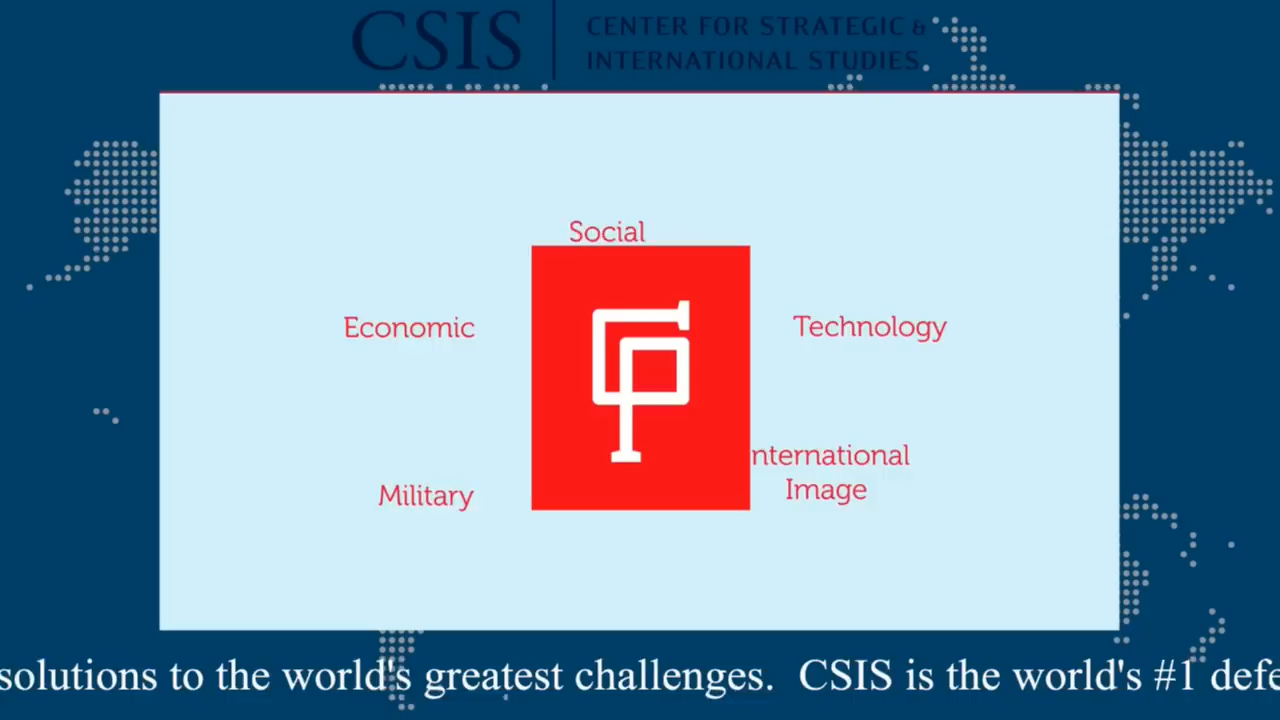 CSIS
CENTER FOR STRATEGIC &
INTERNATIONAL STUDIES
Social
Economic
Technology
nternational
Image
Military
solutions to the world's greatest challenges.  CSIS is the world's #1 defe